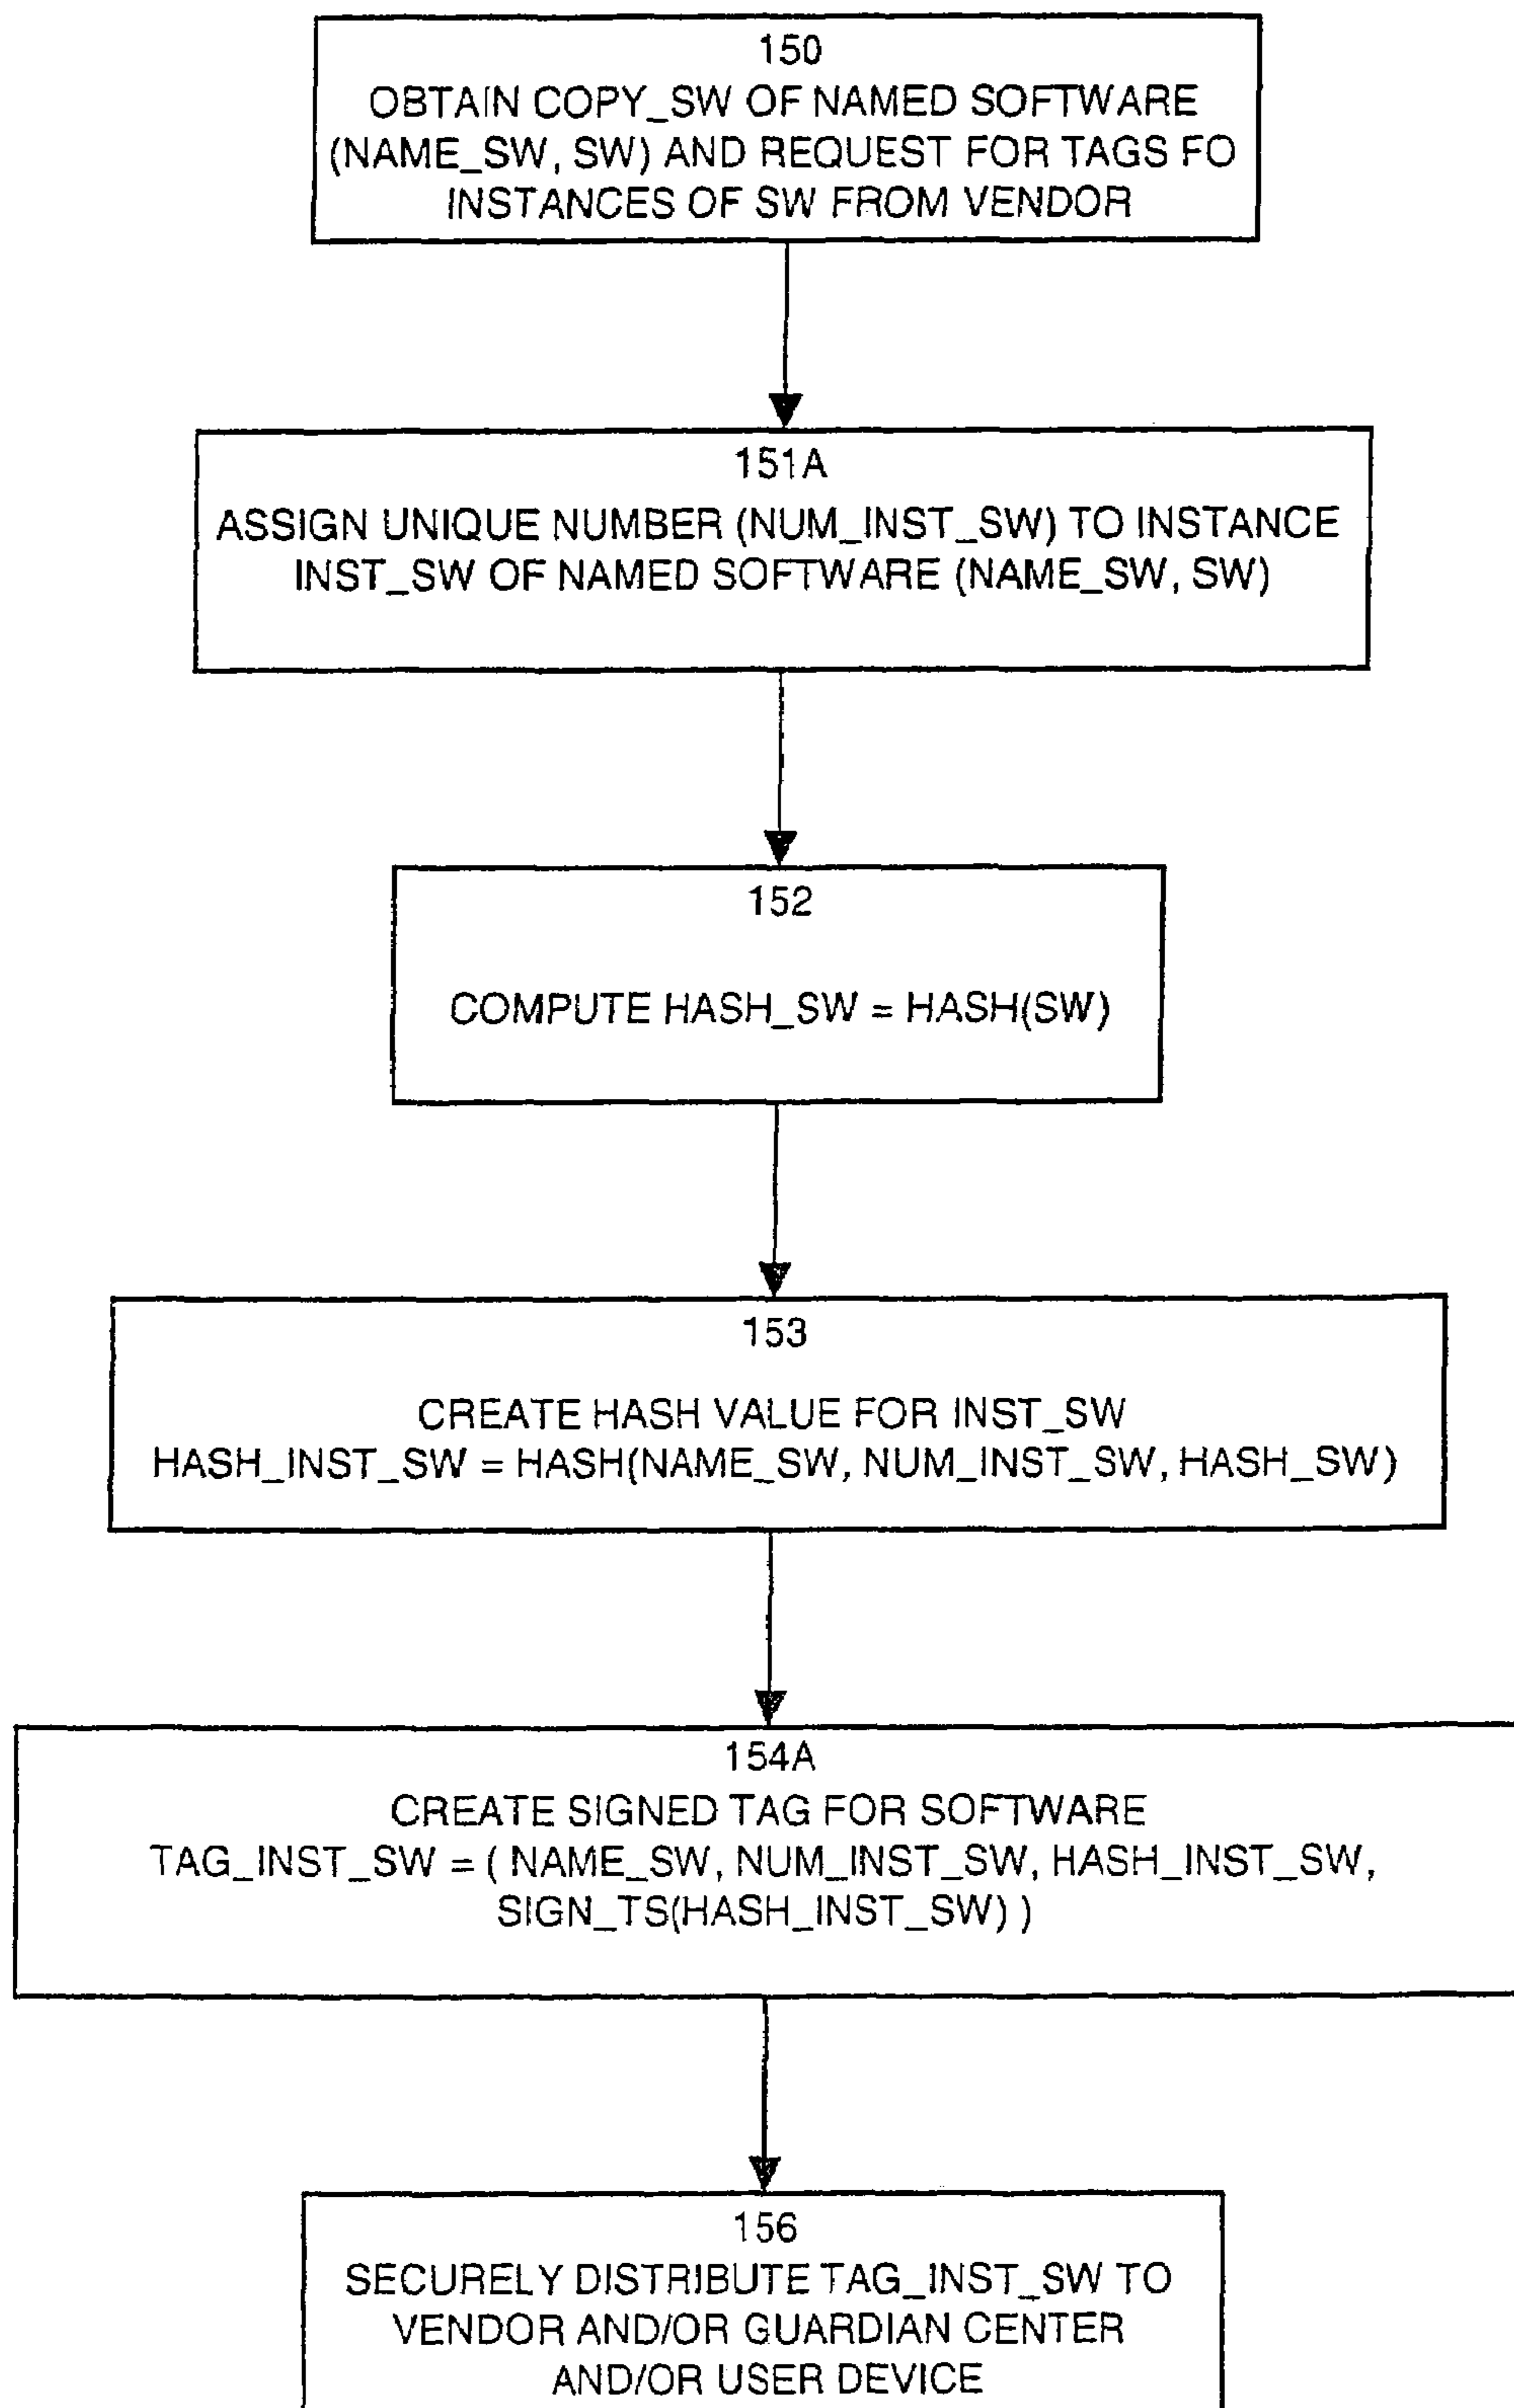 150
OBTAIN COPY_SW OF NAMED SOFTWARE
(NAME_SW, SW) AND REQUEST FOR TAGS FO
INSTANCES OF SW FROM VENDOR
151A
ASSIGN UNIQUE NUMBER (NUM_INST_SW) TO INSTANCE
INST_SW OF NAMED SOFTWARE (NAME_SW, SW)
152
COMPUTE HASH_SW = HASH(SW)
153
CREATE HASH VALUE FOR INST_SW
HASH_INST_SW = HASH(NAME_SW, NUM_INST_SW, HASH_SW)
154A
CREATE SIGNED TAG FOR SOFTWARE
TAG_INST_SW = ( NAME_SW, NUM_INST_SW, HASH_INST_SW,
SIGN_TS(HASH_INST_SW) )
156
SECURELY DISTRIBUTE TAG_INST_SW TO
VENDOR AND/OR GUARDIAN CENTER
AND/OR USER DEVICE